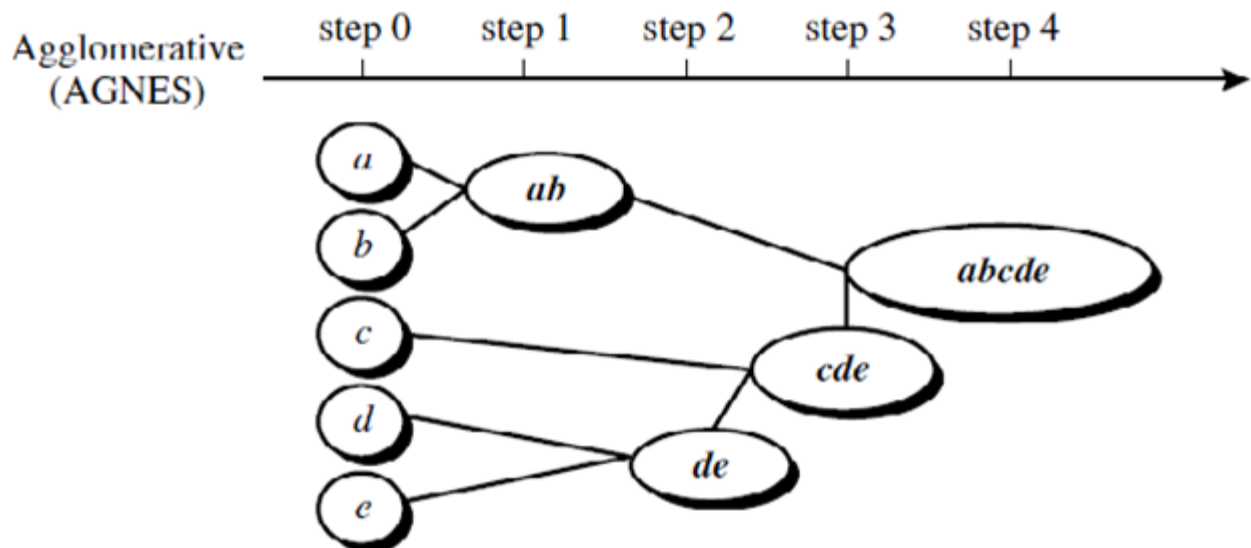 step 0 step 1 step 2 step 3 step 4
Agglomerative
(AGNES)
a
ab
b
abcde
c
cde
d
de
e